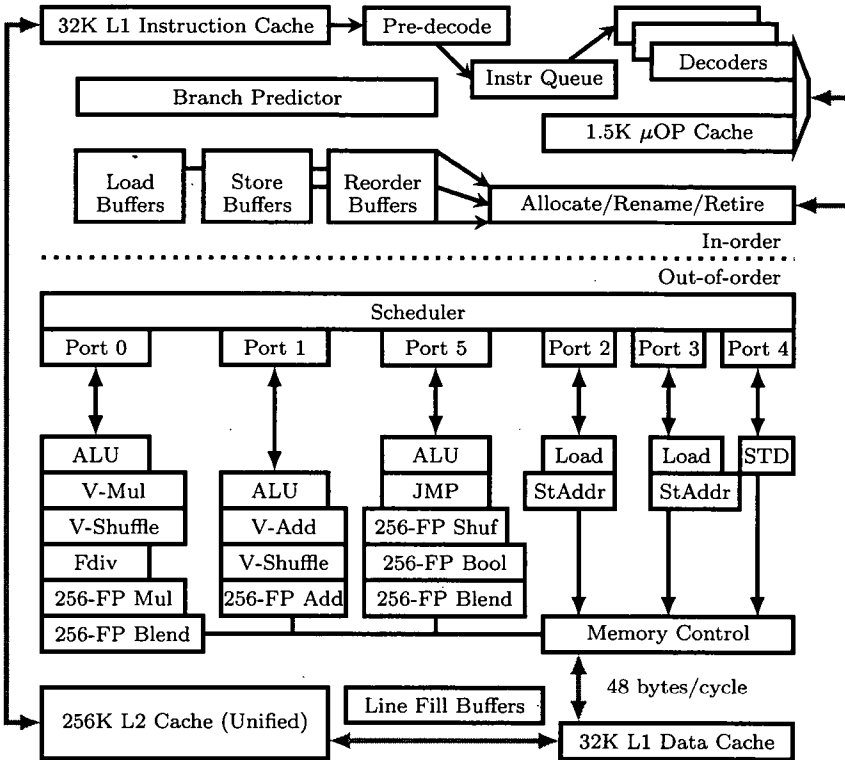 32K L1 Instruction Cache
Pre-decode
Instr Queue
Decoders
Branch Predictor
1.5K μOP Cache
Load
Buffers
Store
Buffers
Reorder
Buffers
Allocate/Rename/Retire
In-order
Out-of-order
Scheduler
Port 0
Port 1
Port 5
Port 2
Port 3
Port 4
ALU
V-Mul
V-Shuffle
Fdiv
256-FP Mul
256-FP Blend
ALU
V-Add
V-Shuffle
256-FP Add
ALU
JMP
256-FP Shuf
256-FP Bool
256-FP Blend
Load
StAddr
Load
StAddr
STD
Memory Control
48 bytes/cycle
256K L2 Cache (Unified)
Line Fill Buffers
32K L1 Data Cache